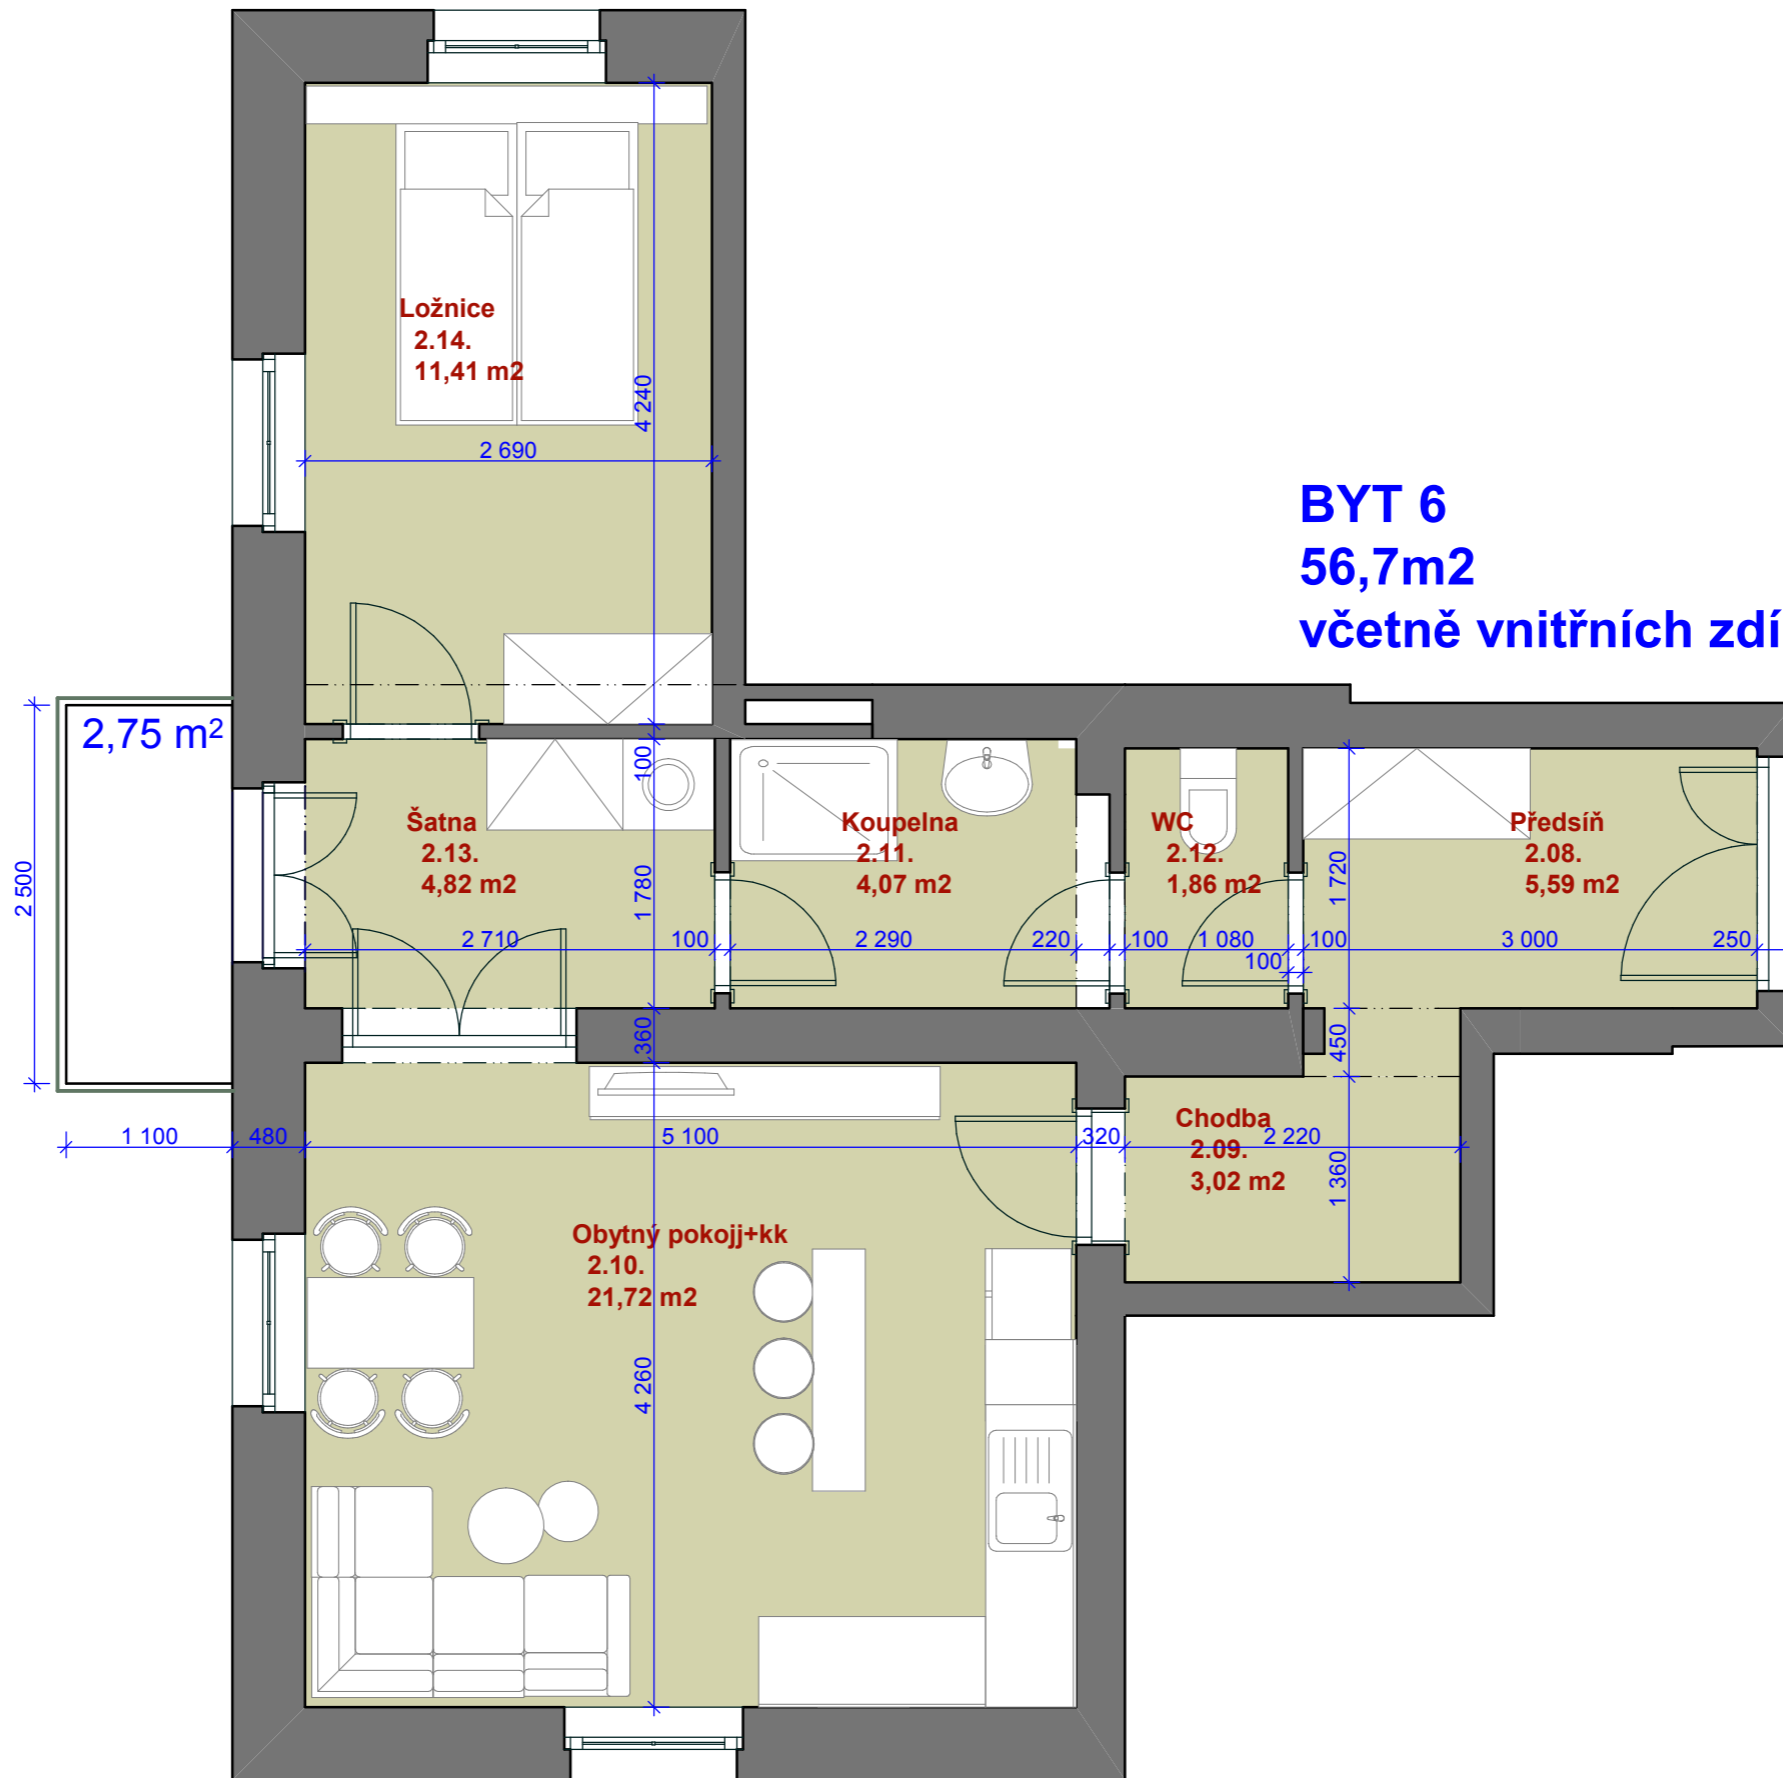 Ložnice
2.14.
11,41 m2
4 240
2 690
BYT 6
56,7m2
včetně vnitřních zdí
2,75 m²
2 500
100
Šatna
2.13.
4,82 m2
1 780
2 710
100
Koupelna
2.11.
4,07 m2
2 290
220
WC
2.12.
1,86 m2
100
1 080
100
100
Předsíň
2.08.
5,59 m2
1 720
3 000
250
360
450
1 100
480
5 100
320
Chodba
2.09.
3,02 m2
2 220
1 360
Obytný pokojj+kk
2.10.
21,72 m2
4 260